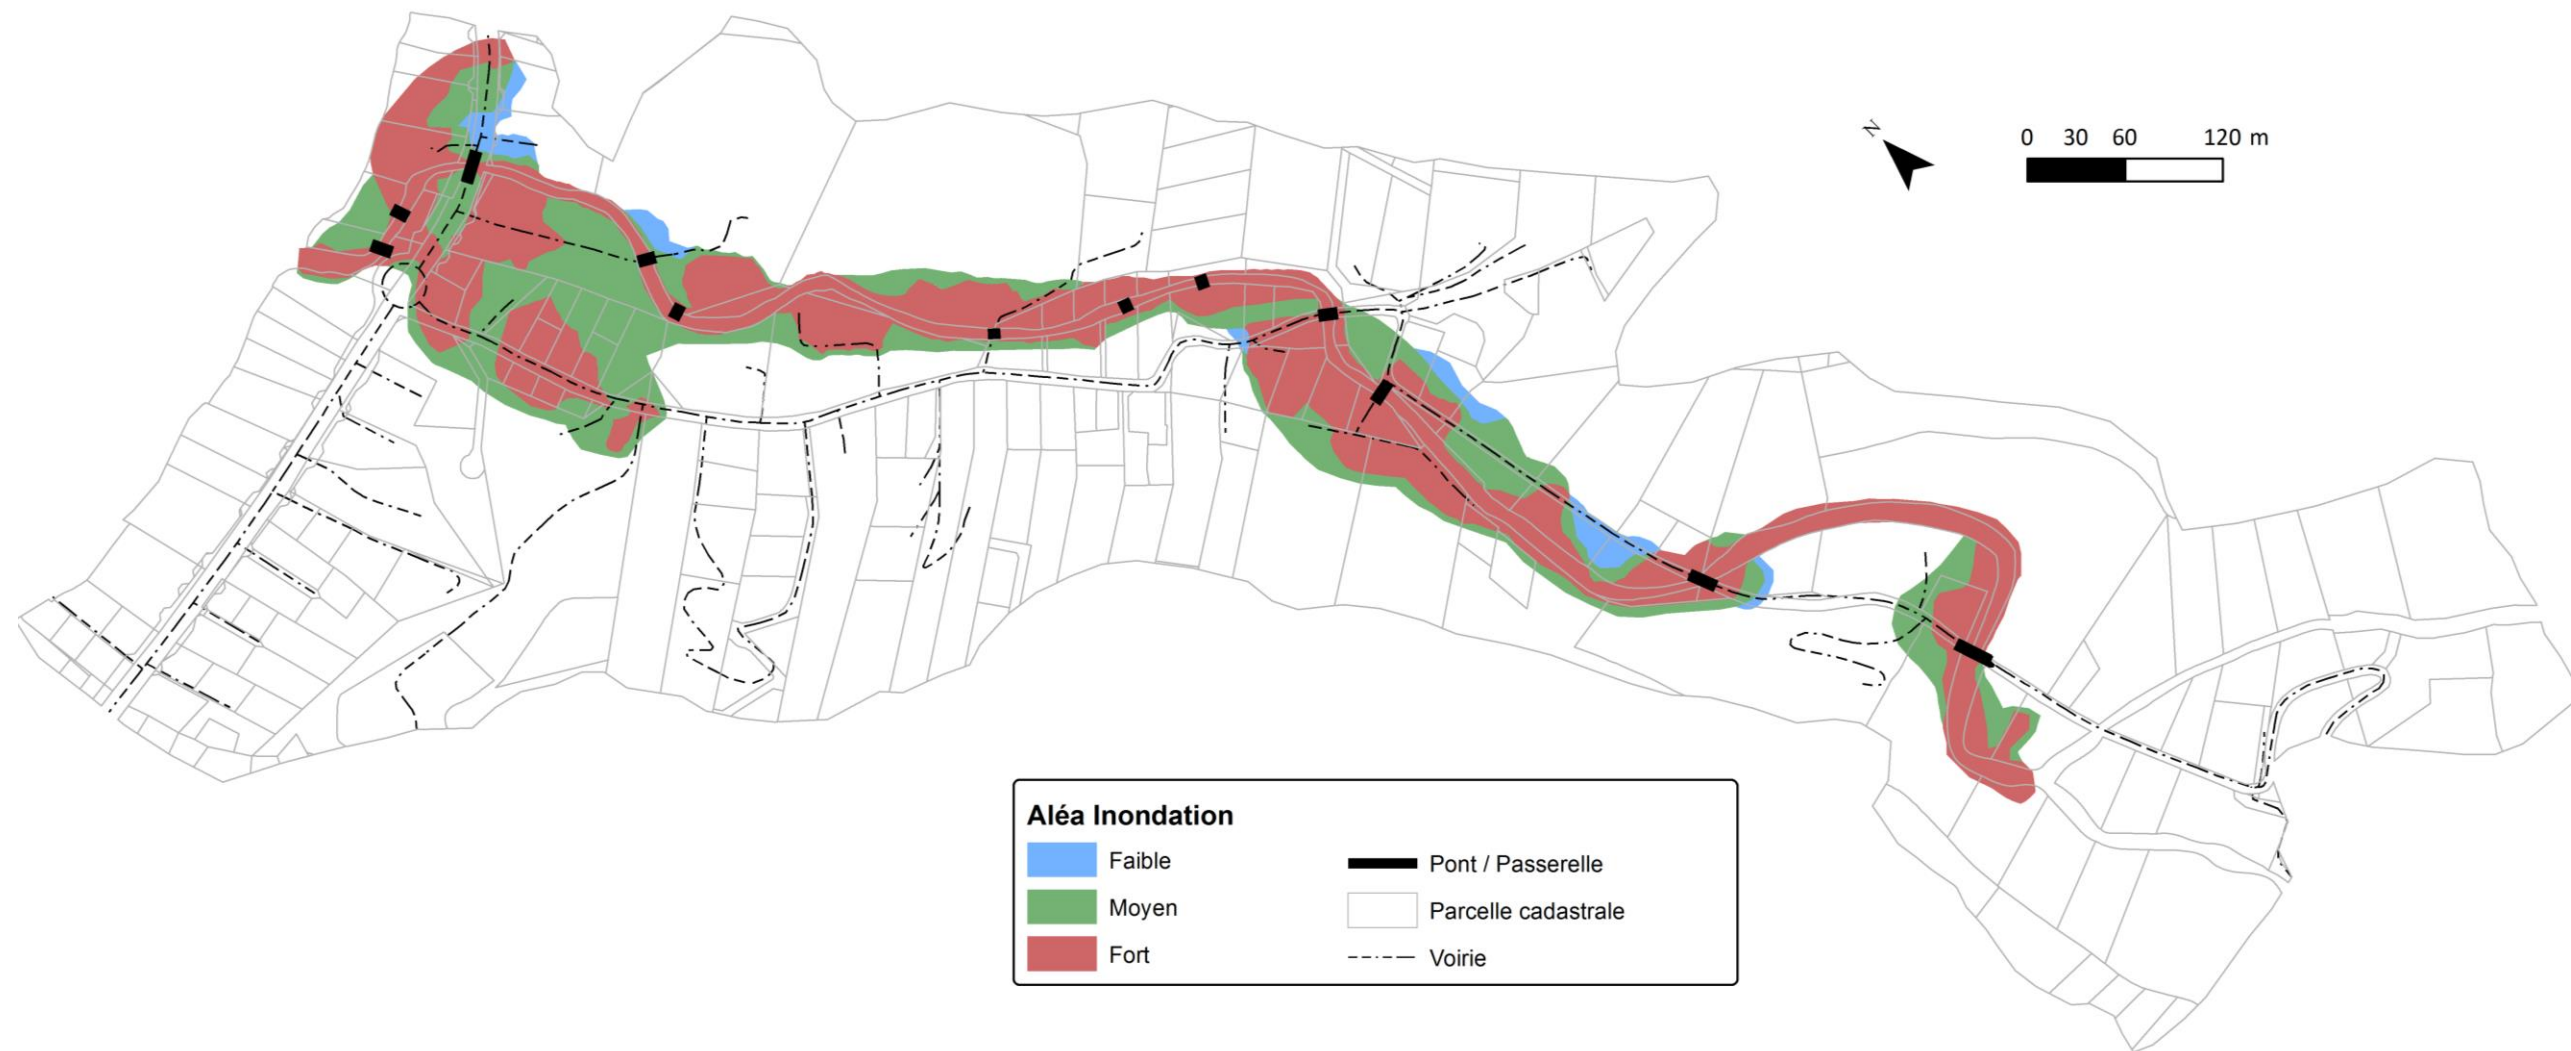 N
0 30 60 120 m
Aléa Inondation
Faible
Moyen
Fort
Pont / Passerelle
Parcelle cadastrale
Voirie